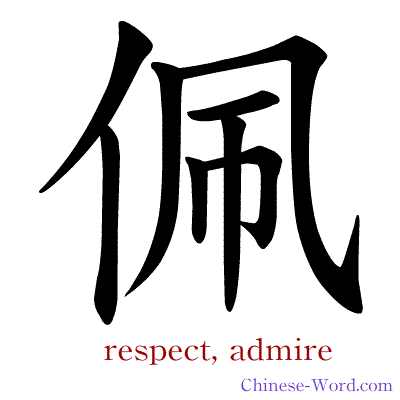 佩
respect, admire
Chinese-Word.com